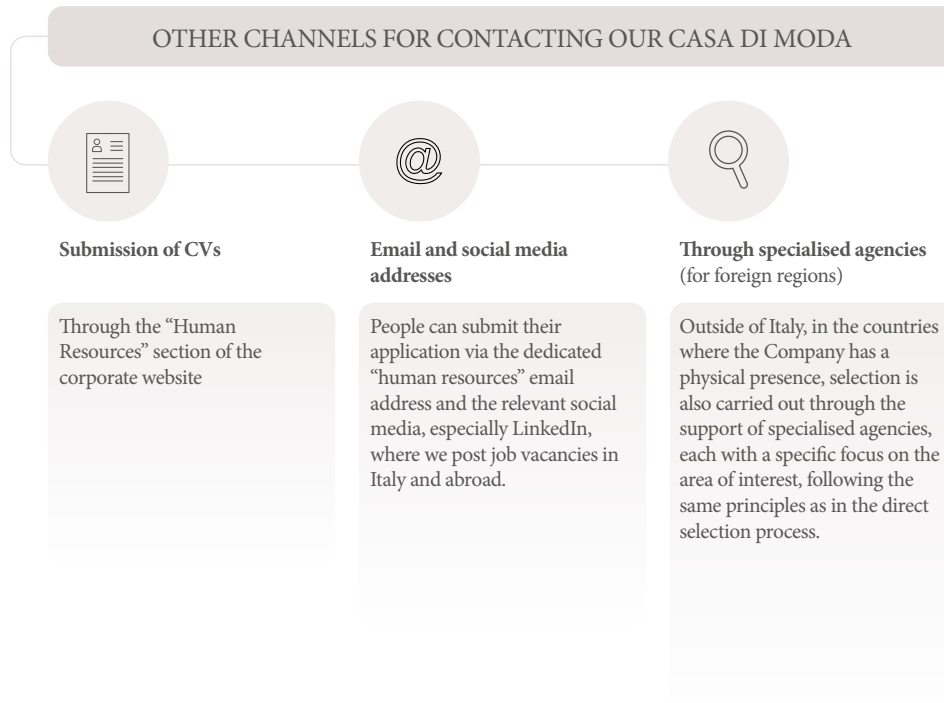 OTHER CHANNELS FOR CONTACTING OUR CASA DI MODA
@
Submission of CVs
Through the “Human
Resources” section of the
corporate website
Email and social media
addresses
People can submit their
application via the dedicated
“human resources” email
address and the relevant social
media, especially LinkedIn,
where we post job vacancies in
Italy and abroad.
Through specialised agencies
(for foreign regions)
Outside of Italy, in the countries
where the Company has a
physical presence, selection is
also carried out through the
support of specialised agencies,
each with a specific focus on the
area of interest, following the
same principles as in the direct
selection process.